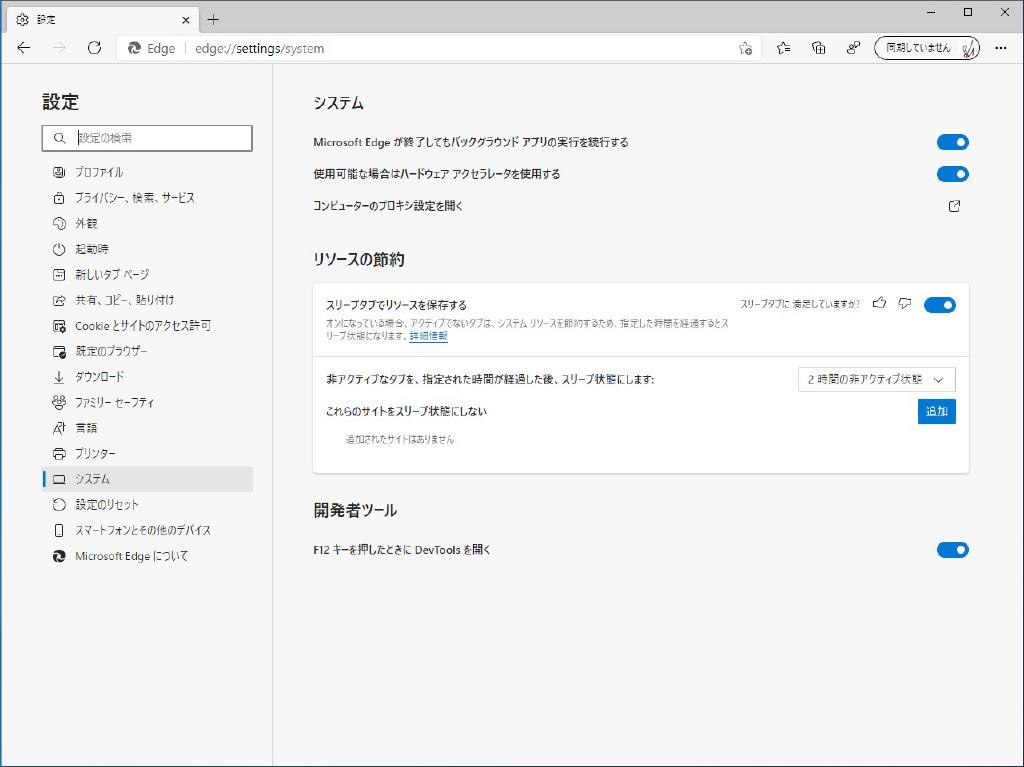 設定
Edge
edge://settings/system
同期していません
設定
設定の検索
プロファイル
プライバシー、検索、サービス
外観
起動時
新しいタブ ページ
共有、コピー、貼り付け
Cookie とサイトのアクセス許可
既定のブラウザー
ダウンロード
ファミリー セーフティ
言語
プリンター
システム
設定のリセット
スマートフォンとその他のデバイス
Microsoft Edge について
システム
Microsoft Edge が終了してもバックグラウンド アプリの実行を続行する
使用可能な場合はハードウェア アクセラレータを使用する
コンピューターのプロキシ設定を開く
リソースの節約
スリープタブでリソースを保存する
スリープタブに 満足していますか?
オンになっている場合、アクティブでないタブは、システム リソースを節約するため、指定した時間を経過するとス
リープ状態になります。詳細情報
非アクティブなタブを、指定された時間が経過した後、スリープ状態にします:
2 時間の非アクティブ状態
これらのサイトをスリープ状態にしない
追加
追加されたサイトはありません
開発者ツール
F12 キーを押したときに DevTools を開く